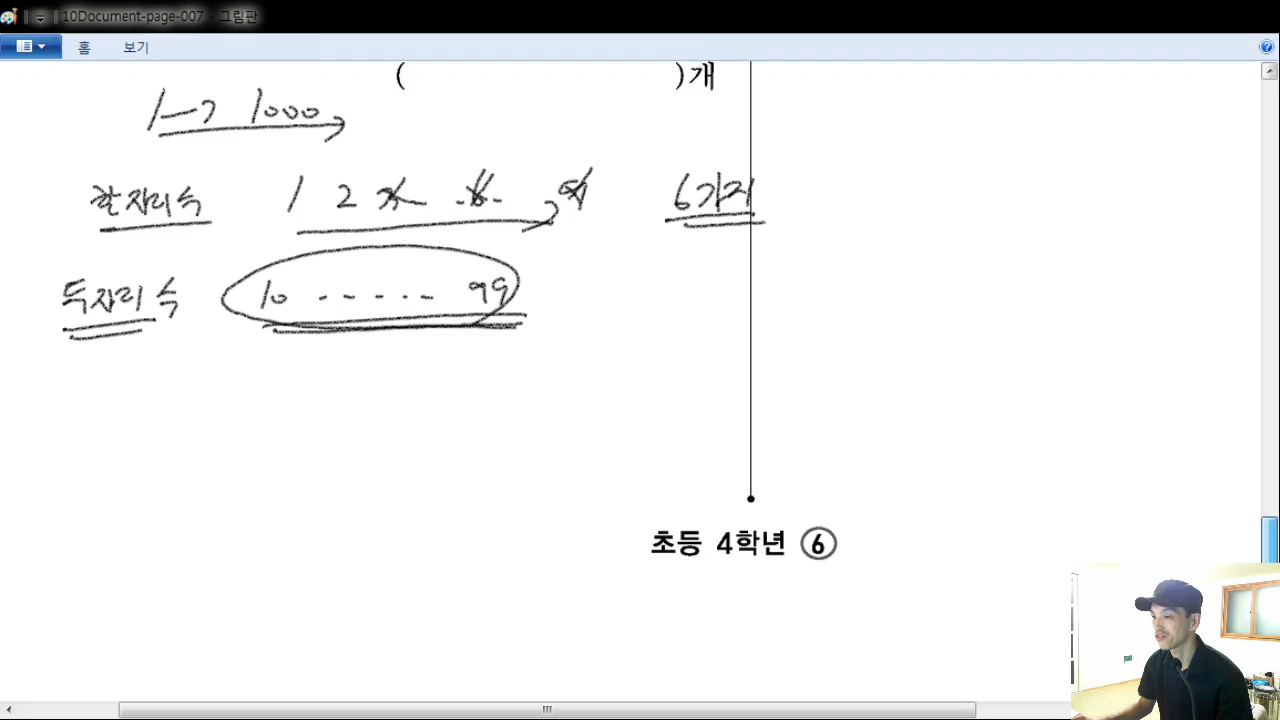 10Document-page-007 - 그림판
홈 보기
( )개
1→ 1000
한자리수 1 2 3 -6- 9 6가지
두자리수 10 ...... 99
초등 4학년 ⑥